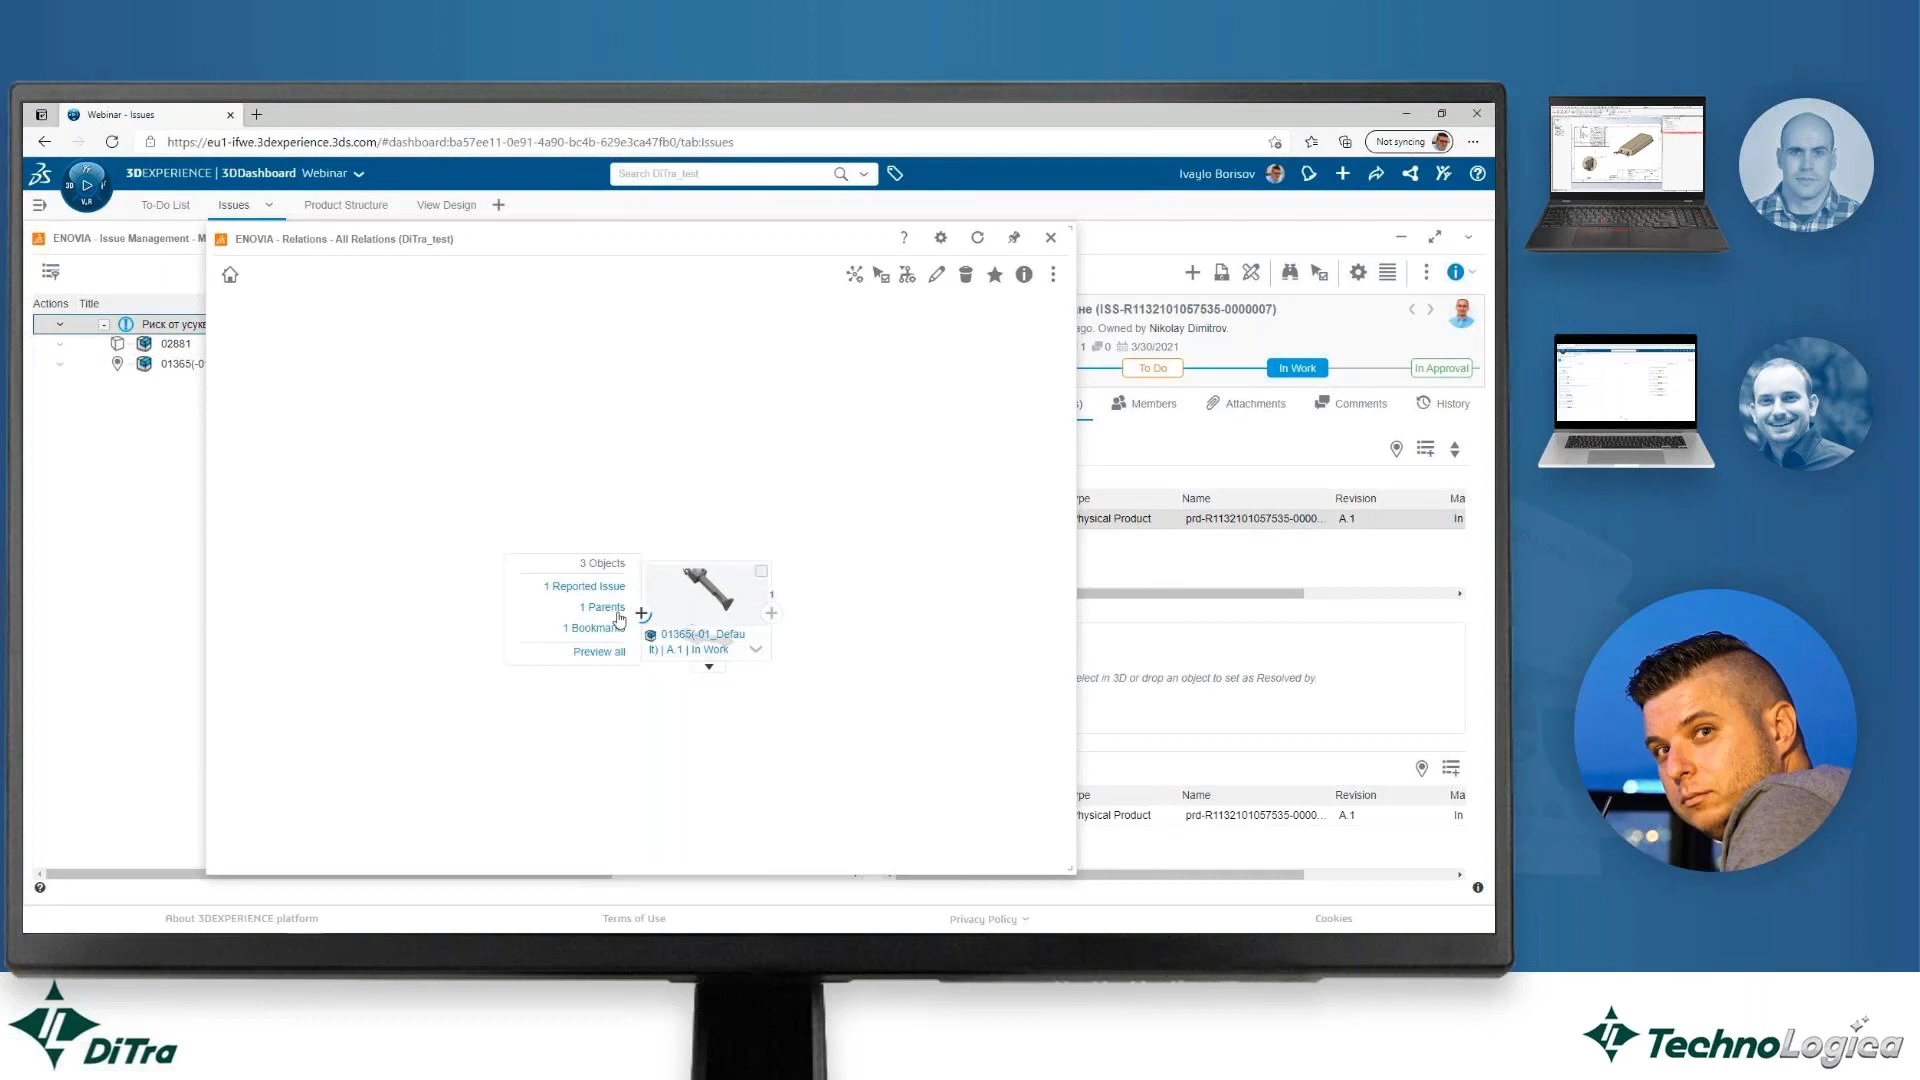 Webinar - Issues
https://eu1-ifwe.3dexperience.3ds.com/#dashboard:ba57ee11-0e91-4a90-bc4b-629e3ca47fb0/tab:Issues
Not syncing
3DEXPERIENCE | 3DDashboard Webinar
Search DiTra_test
Ivaylo Borisov
3D
V.R
To-Do List
Issues
Product Structure
View Design
ENOVIA - Issue Management - M
ENOVIA - Relations - All Relations (DiTra_test)
Actions Title
Риск от усукв
02881
01365(-01
не (ISS-R1132101057535-0000007)
ago. Owned by Nikolay Dimitrov.
1 0 3/30/2021
To Do
In Work
In Approval
s)
Members
Attachments
Comments
History
pe Name Revision Ma
hysical Product prd-R1132101057535-0000... A.1 In
3 Objects
1 Reported Issue
1 Parents
1 Bookmark
Preview all
1
01365(-01_Defau
lt) | A.1 | In Work
elect in 3D or drop an object to set as Resolved by
pe Name Revision Ma
hysical Product prd-R1132101057535-0000... A.1 In
About 3DEXPERIENCE platform
Terms of Use
Privacy Policy
Cookies
DiTra
TechnoLogica